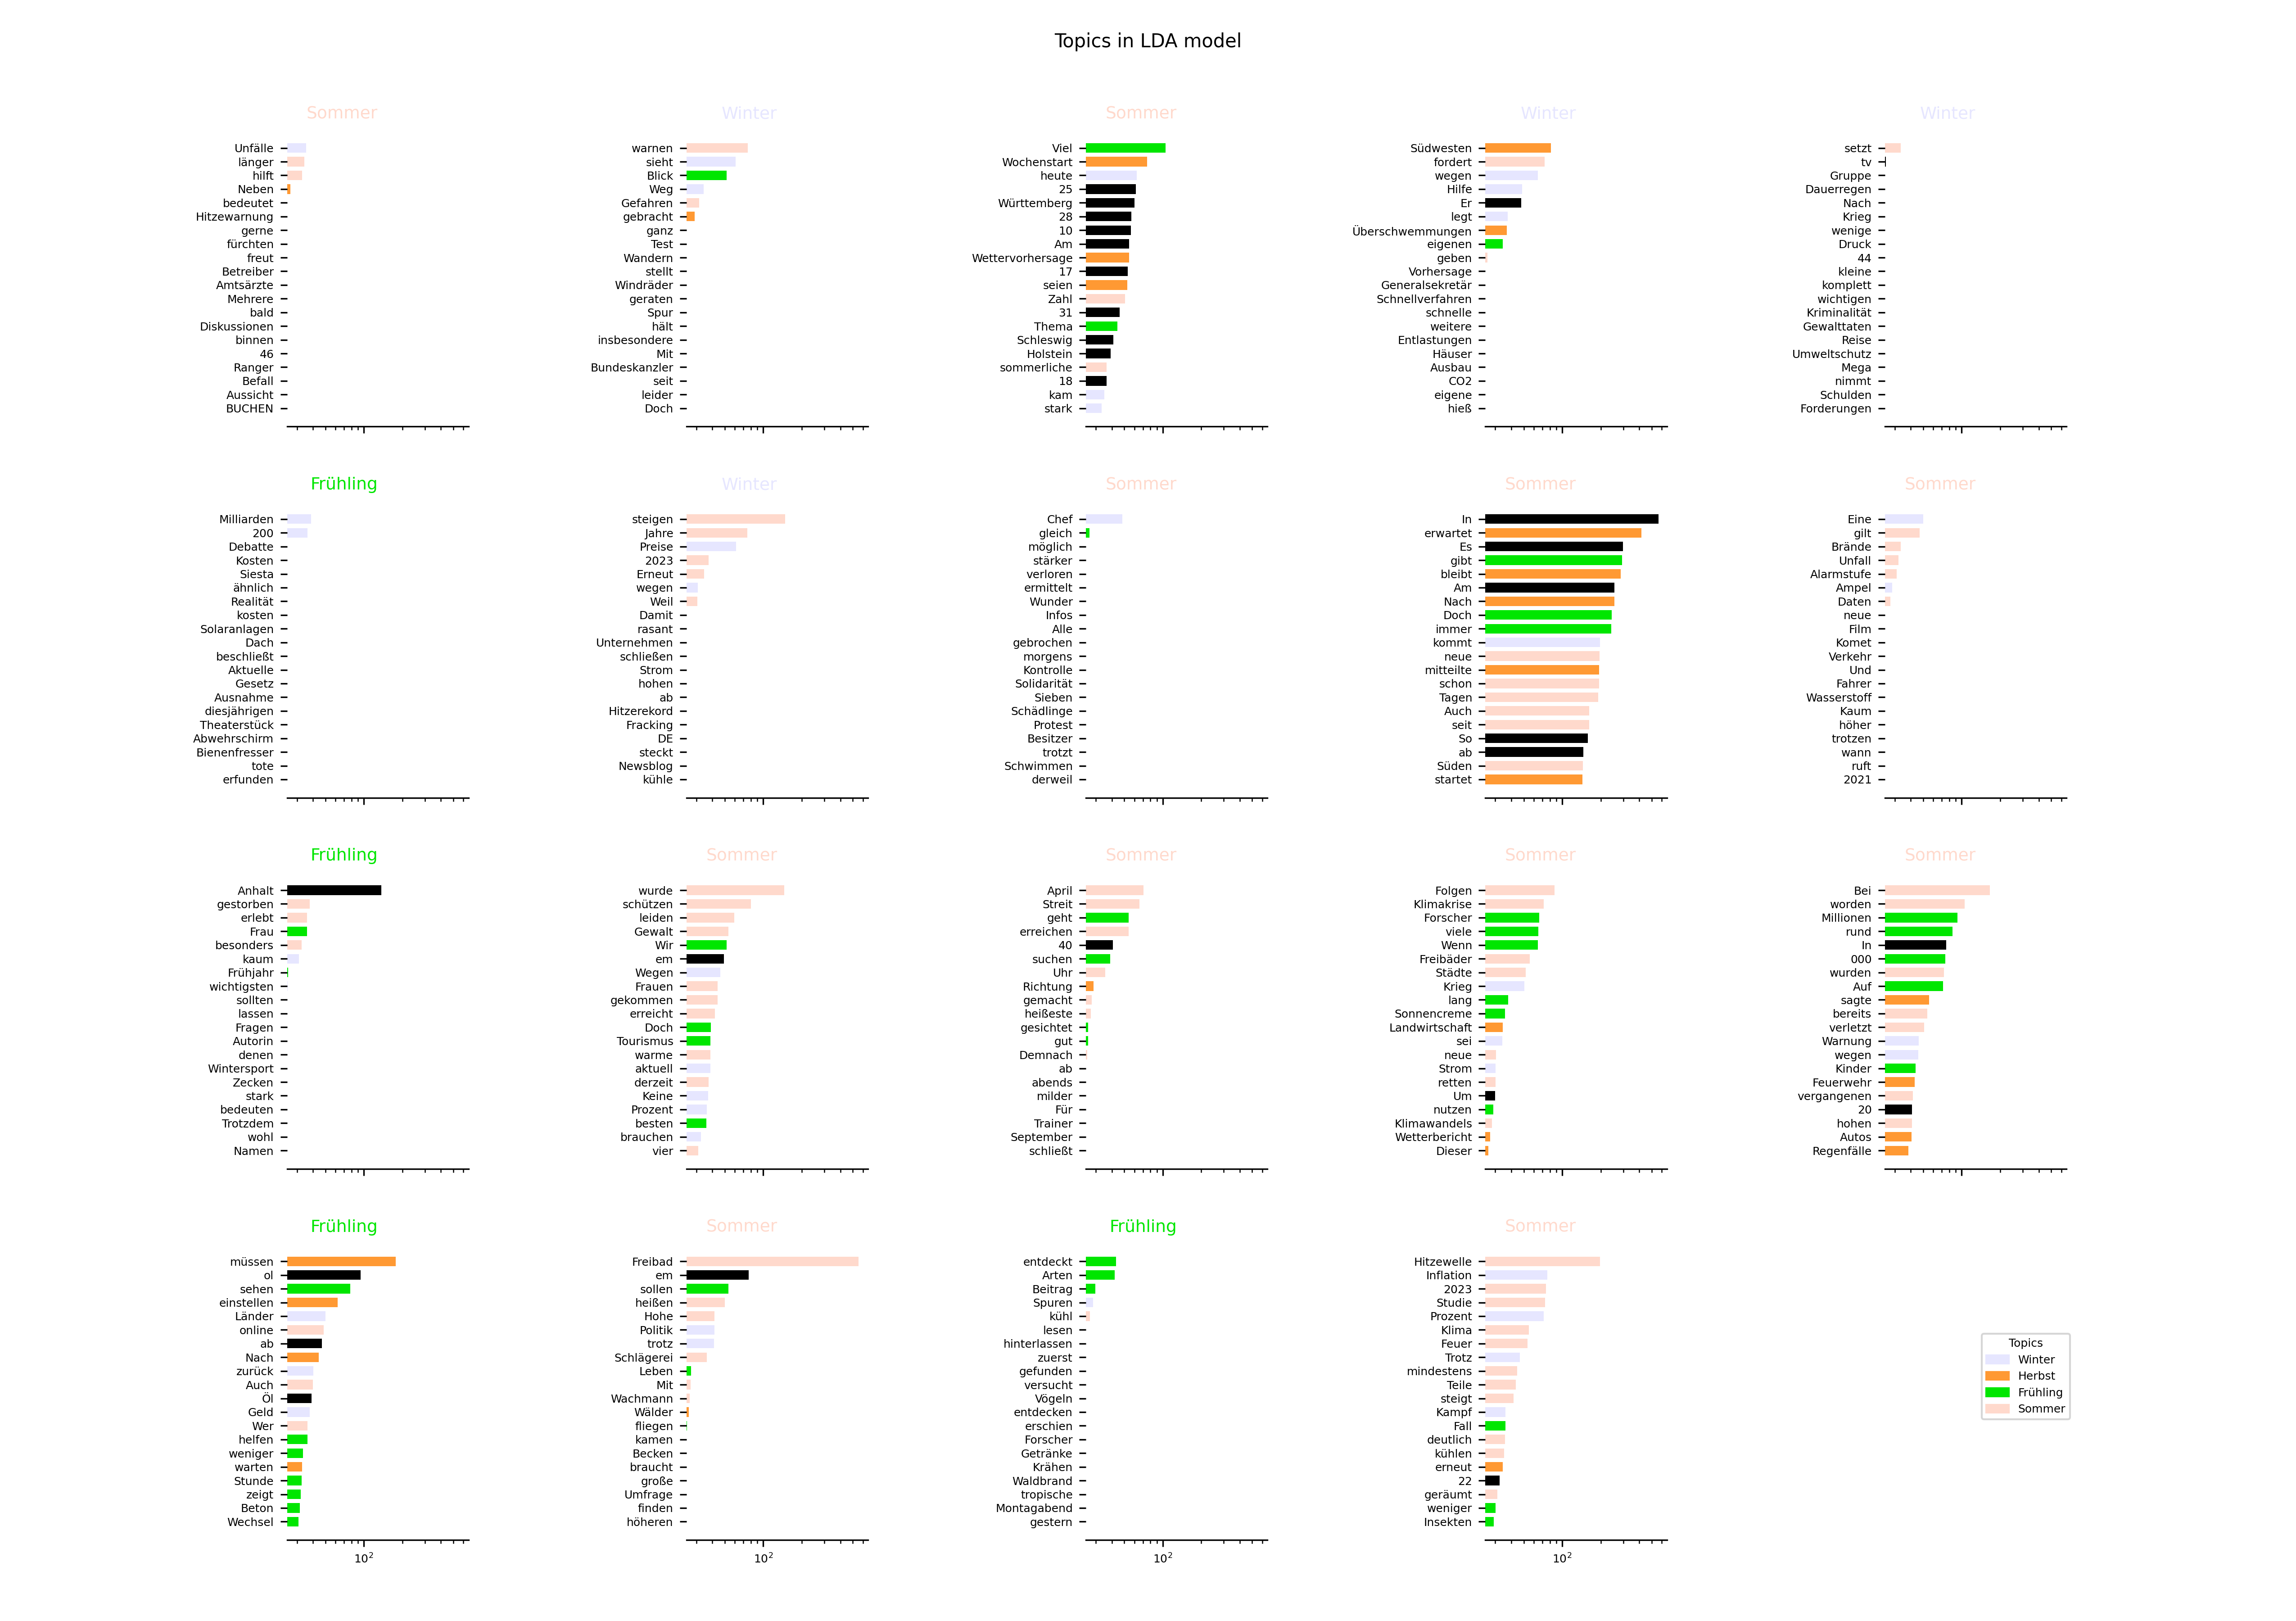 Topics in LDA model
Sommer
Unfälle
länger
hilft
Neben
bedeutet
Hitzewarnung
gerne
fürchten
freut
Betreiber
Amtsärzte
Mehrere
bald
Diskussionen
binnen
46
Ranger
Befall
Aussicht
BUCHEN
Winter
warnen
sieht
Blick
Weg
Gefahren
gebracht
ganz
Test
Wandern
stellt
Windräder
geraten
Spur
hält
insbesondere
Mit
Bundeskanzler
seit
leider
Doch
Sommer
Viel
Wochenstart
heute
25
Württemberg
28
10
Am
Wettervorhersage
17
seien
Zahl
31
Thema
Schleswig
Holstein
sommerliche
18
kam
stark
Winter
Südwesten
fordert
wegen
Hilfe
Er
legt
Überschwemmungen
eigenen
geben
Vorhersage
Generalsekretär
Schnellverfahren
schnelle
weitere
Entlastungen
Häuser
Ausbau
CO2
eigene
hieß
Winter
setzt
tv
Gruppe
Dauerregen
Nach
Krieg
wenige
Druck
44
kleine
komplett
wichtigen
Kriminalität
Gewalttaten
Reise
Umweltschutz
Mega
nimmt
Schulden
Forderungen
Frühling
Milliarden
200
Debatte
Kosten
Siesta
ähnlich
Realität
kosten
Solaranlagen
Dach
beschließt
Aktuelle
Gesetz
Ausnahme
diesjährigen
Theaterstück
Abwehrschirm
Bienenfresser
tote
erfunden
Winter
steigen
Jahre
Preise
2023
Erneut
wegen
Weil
Damit
rasant
Unternehmen
schließen
Strom
hohen
ab
Hitzerekord
Fracking
DE
steckt
Newsblog
kühle
Sommer
Chef
gleich
möglich
stärker
verloren
ermittelt
Wunder
Infos
Alle
gebrochen
morgens
Kontrolle
Solidarität
Sieben
Schädlinge
Protest
Besitzer
trotzt
Schwimmen
derweil
Sommer
In
erwartet
Es
gibt
bleibt
Am
Nach
Doch
immer
kommt
neue
mitteilte
schon
Tagen
Auch
seit
So
ab
Süden
startet
Sommer
Eine
gilt
Brände
Unfall
Alarmstufe
Ampel
Daten
neue
Film
Komet
Verkehr
Und
Fahrer
Wasserstoff
Kaum
höher
trotzen
wann
ruft
2021
Frühling
Anhalt
gestorben
erlebt
Frau
besonders
kaum
Frühjahr
wichtigsten
sollten
lassen
Fragen
Autorin
denen
Wintersport
Zecken
stark
bedeuten
Trotzdem
wohl
Namen
Sommer
wurde
schützen
leiden
Gewalt
Wir
em
Wegen
Frauen
gekommen
erreicht
Doch
Tourismus
warme
aktuell
derzeit
Keine
Prozent
besten
brauchen
vier
Sommer
April
Streit
geht
erreichen
40
suchen
Uhr
Richtung
gemacht
heißeste
gesichtet
gut
Demnach
ab
abends
milder
Für
Trainer
September
schließt
Sommer
Folgen
Klimakrise
Forscher
viele
Wenn
Freibäder
Städte
Krieg
lang
Sonnencreme
Landwirtschaft
sei
neue
Strom
retten
Um
nutzen
Klimawandels
Wetterbericht
Dieser
Sommer
Bei
worden
Millionen
rund
In
000
wurden
Auf
sagte
bereits
verletzt
Warnung
wegen
Kinder
Feuerwehr
vergangenen
20
hohen
Autos
Regenfälle
Frühling
müssen
ol
sehen
einstellen
Länder
online
ab
Nach
zurück
Auch
Öl
Geld
Wer
helfen
weniger
warten
Stunde
zeigt
Beton
Wechsel
10²
Sommer
Freibad
em
sollen
heißen
Hohe
Politik
trotz
Schlägerei
Leben
Mit
Wachmann
Wälder
fliegen
kamen
Becken
braucht
große
Umfrage
finden
höheren
10²
Frühling
entdeckt
Arten
Beitrag
Spuren
kühl
lesen
hinterlassen
zuerst
gefunden
versucht
Vögeln
entdecken
erschien
Forscher
Getränke
Krähen
Waldbrand
tropische
Montagabend
gestern
10²
Sommer
Hitzewelle
Inflation
2023
Studie
Prozent
Klima
Feuer
Trotz
mindestens
Teile
steigt
Kampf
Fall
deutlich
kühlen
erneut
22
geräumt
weniger
Insekten
10²
Topics
Winter
Herbst
Frühling
Sommer